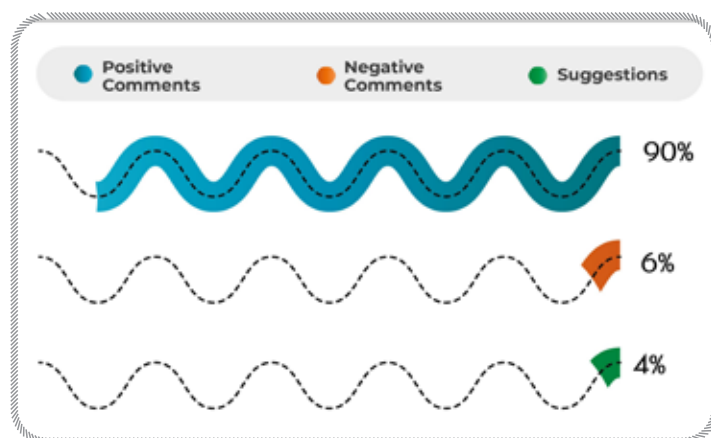 Positive
Comments
Negative
Comments
Suggestions
90%
6%
4%